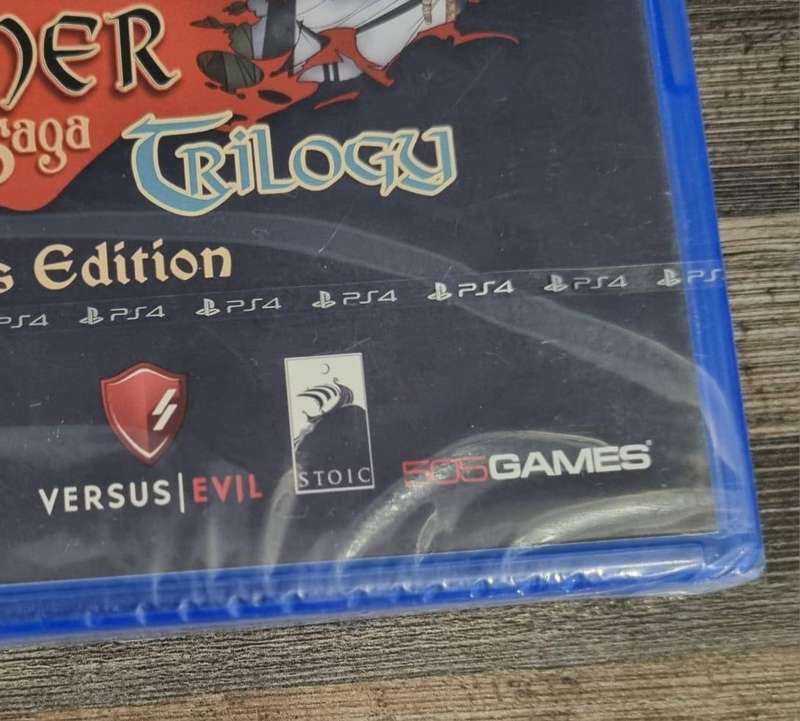 NER
Saga TRILOGY
s Edition
PS4 PS4 PS4 PS4 PS4 PS4 PS
VERSUS|EVIL
STOIC
505GAMES